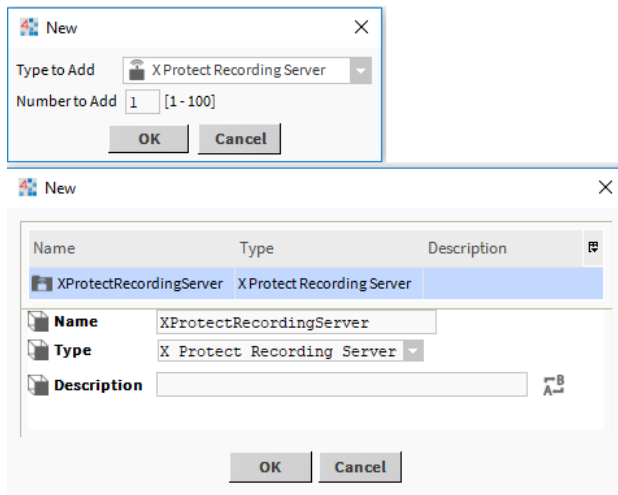 New
Type to Add X Protect Recording Server
Number to Add 1 [1 - 100]
OK Cancel
New
Name Type Description
XProtectRecordingServer X Protect Recording Server
Name XProtectRecordingServer
Type X Protect Recording Server
Description
OK Cancel